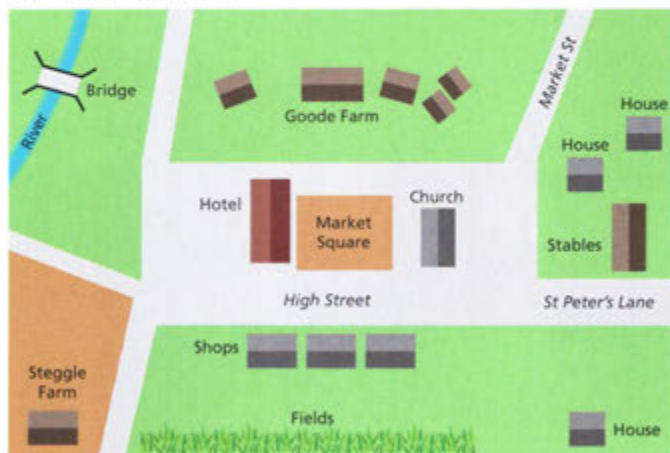 Market St
Bridge
River
Goode Farm
House
House
Hotel
Market
Square
Church
Stables
High Street
St Peter's Lane
Shops
Steggle
Farm
Fields
House